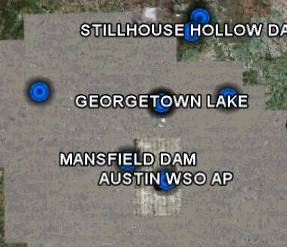 STILLHOUSE HOLLOW DA
GEORGETOWN LAKE
MANSFIELD DAM
AUSTIN WSO AP